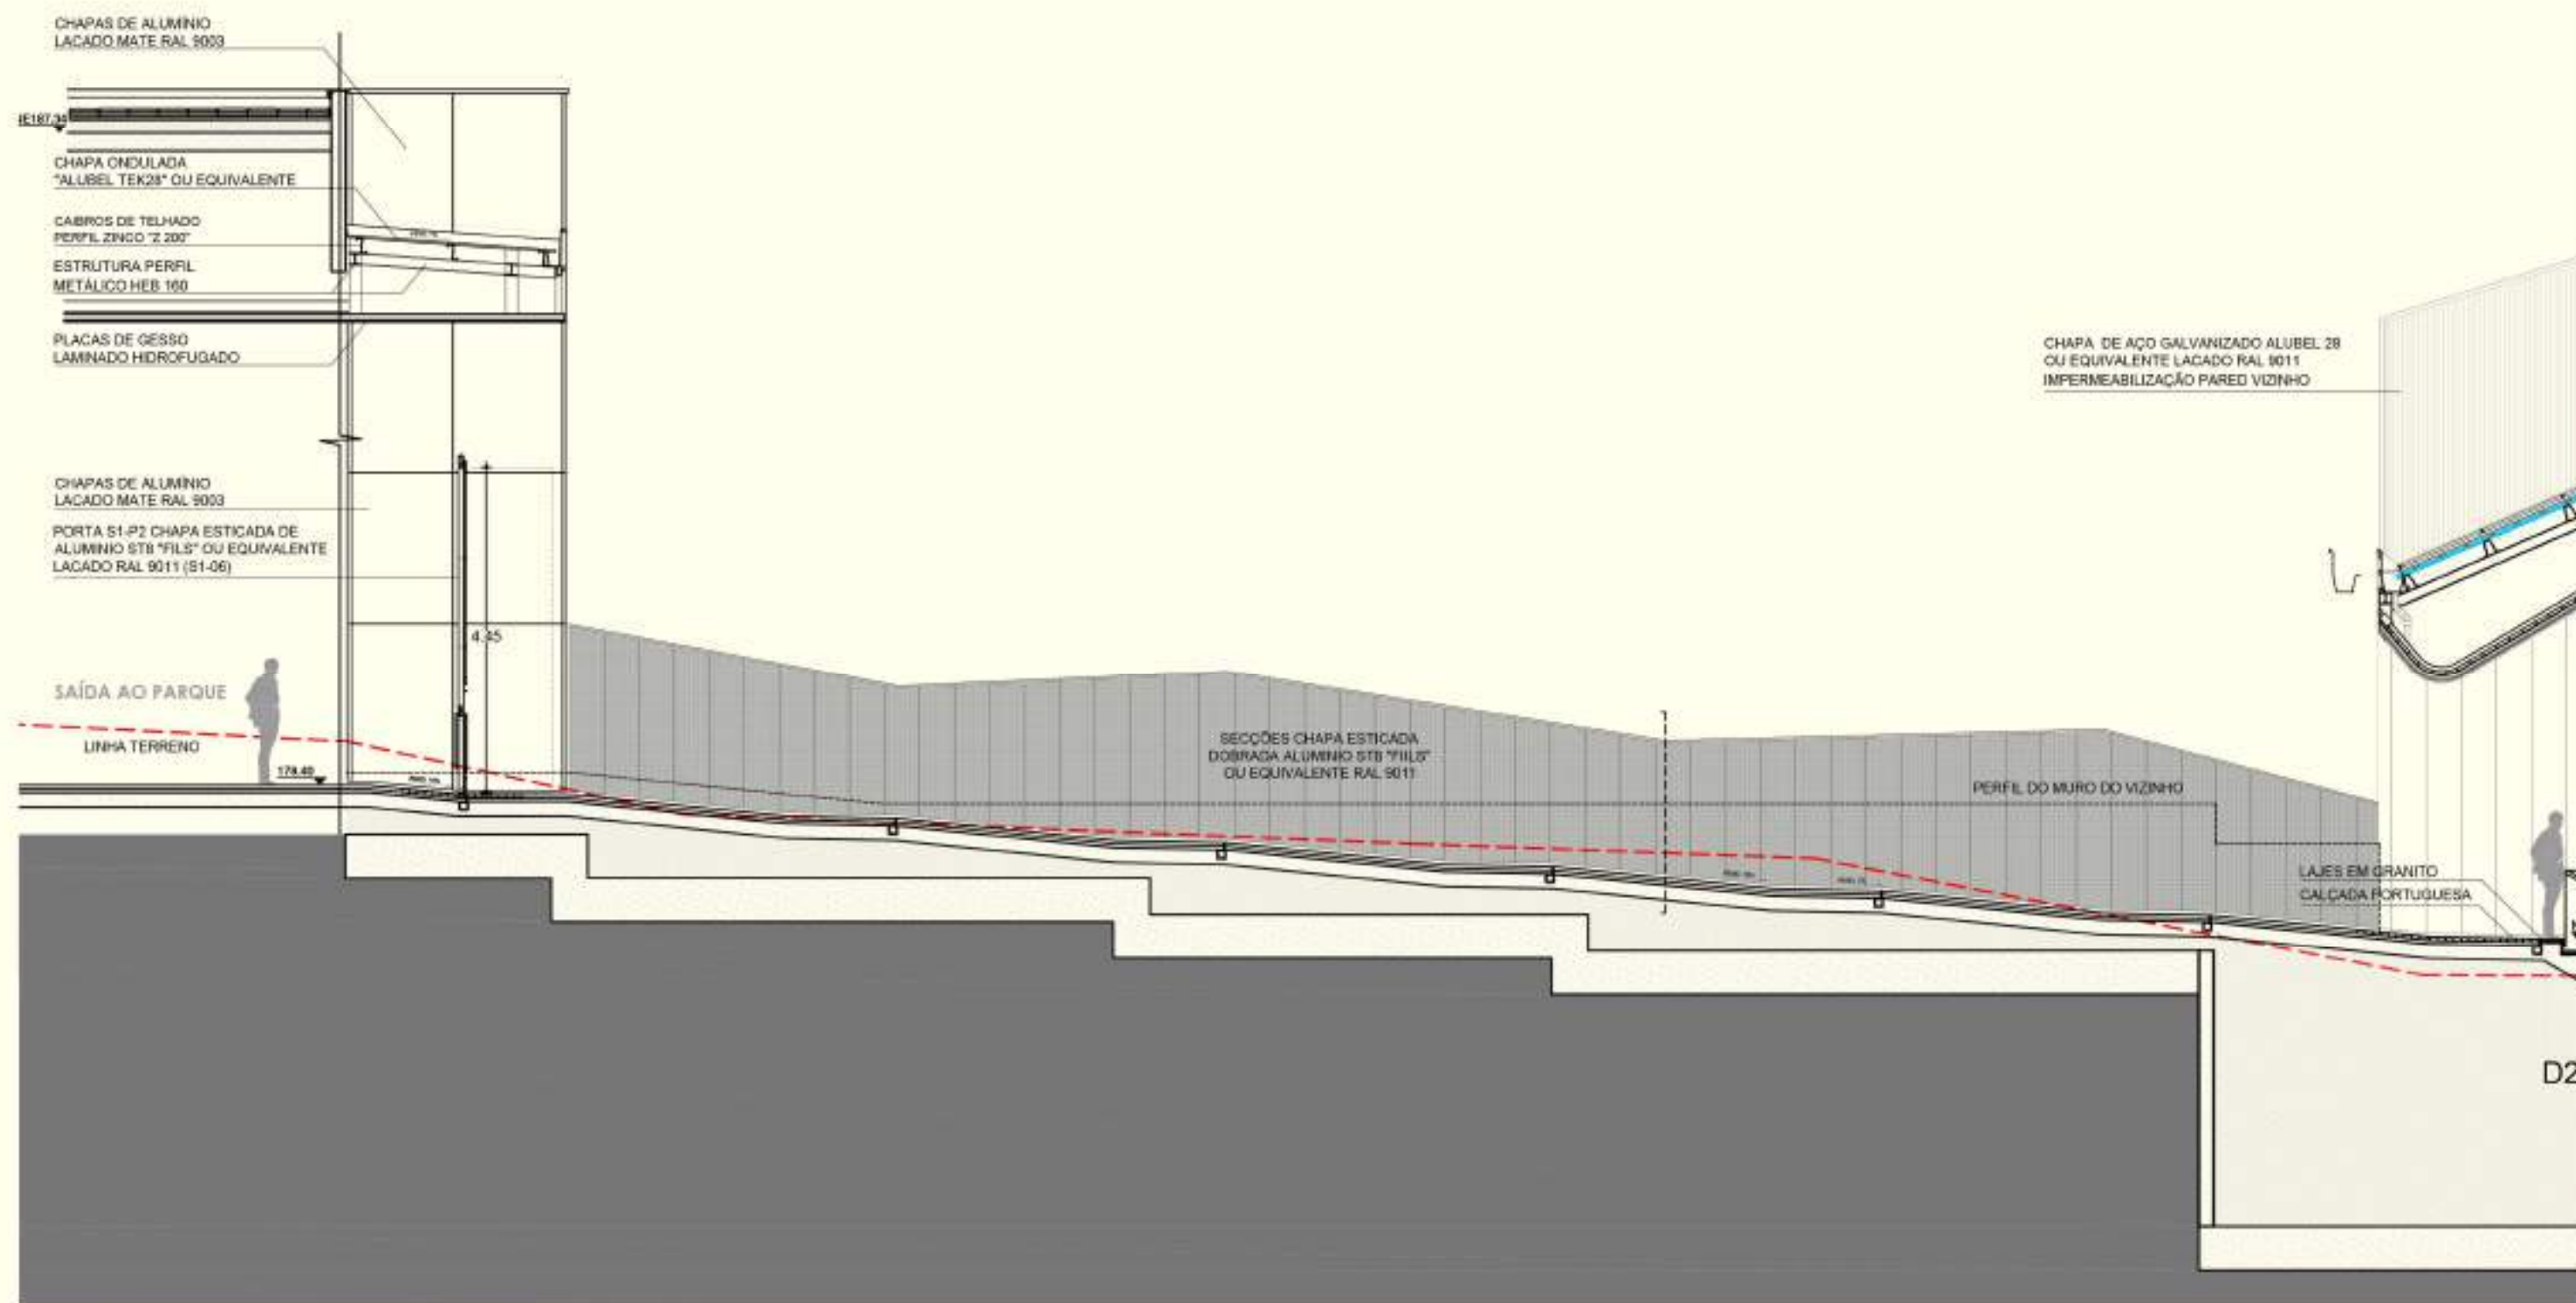 CHAPAS DE ALUMÍNIO
LACADO MATE RAL 9003
CHAPA ONDULADA
"ALUBEL TEK28" OU EQUIVALENTE
CAIBROS DE TELHADO
PERFIL ZINCO "Z 200"
ESTRUTURA PERFIL
METÁLICO HEB 160
PLACAS DE GESSO
LAMINADO HIDROFUGADO
CHAPAS DE ALUMÍNIO
LACADO MATE RAL 9003
PORTA S1-P2 CHAPA ESTICADA DE
ALUMINIO ST8 "FILS" OU EQUIVALENTE
LACADO RAL 9011 (S1-06)
4.45
SAÍDA AO PARQUE
LINHA TERRENO
CHAPA DE AÇO GALVANIZADO ALUBEL 28
OU EQUIVALENTE LACADO RAL 9011
IMPERMEABILIZAÇÃO PARED VIZINHO
SECÇÕES CHAPA ESTICADA
DOBRADA ALUMINIO ST8 "FIILS"
OU EQUIVALENTE RAL 9011
PERFIL DO MURO DO VIZINHO
LAJES EM GRANITO
CALÇADA PORTUGUESA
D2